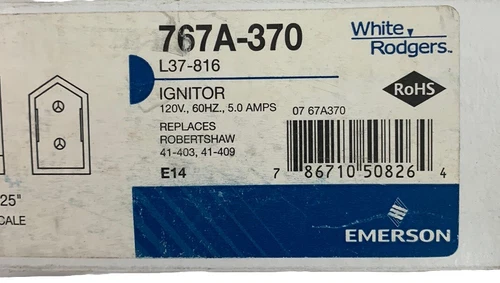 767A-370
L37-816
White
Rodgers™
RoHS
IGNITOR
120V., 60HZ., 5.0 AMPS
07 67A370
REPLACES
ROBERTSHAW
41-403, 41-409
E14
7 86710 50826 4
25"
CALE
EMERSON